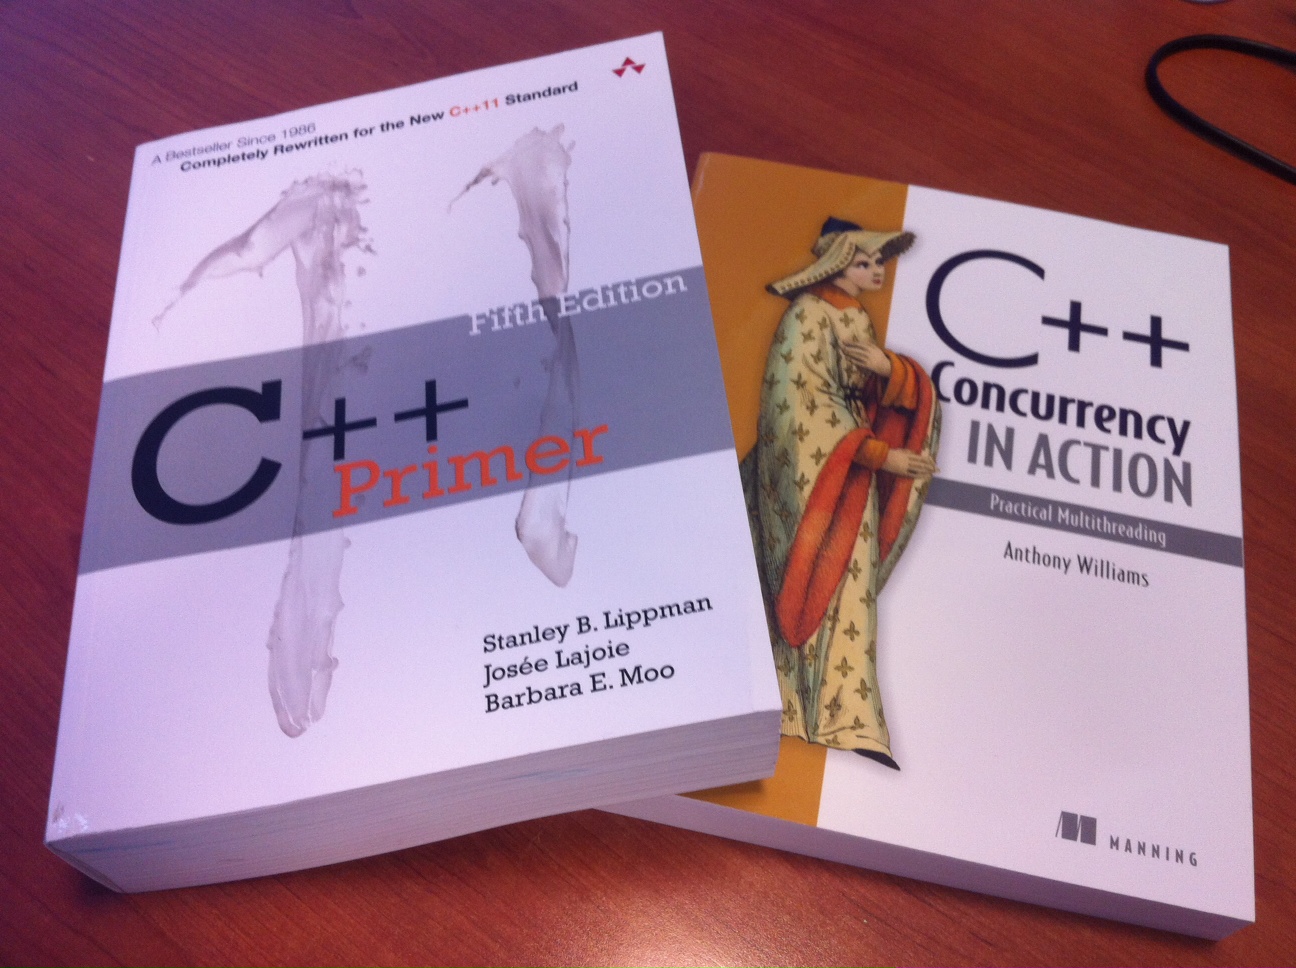 A Bestseller Since 1986
Completely Rewritten for the New C++11 Standard
Fifth Edition
C++
Primer
Stanley B. Lippman
Josée Lajoie
Barbara E. Moo
C++
Concurrency
IN ACTION
Practical Multithreading
Anthony Williams
MANNING